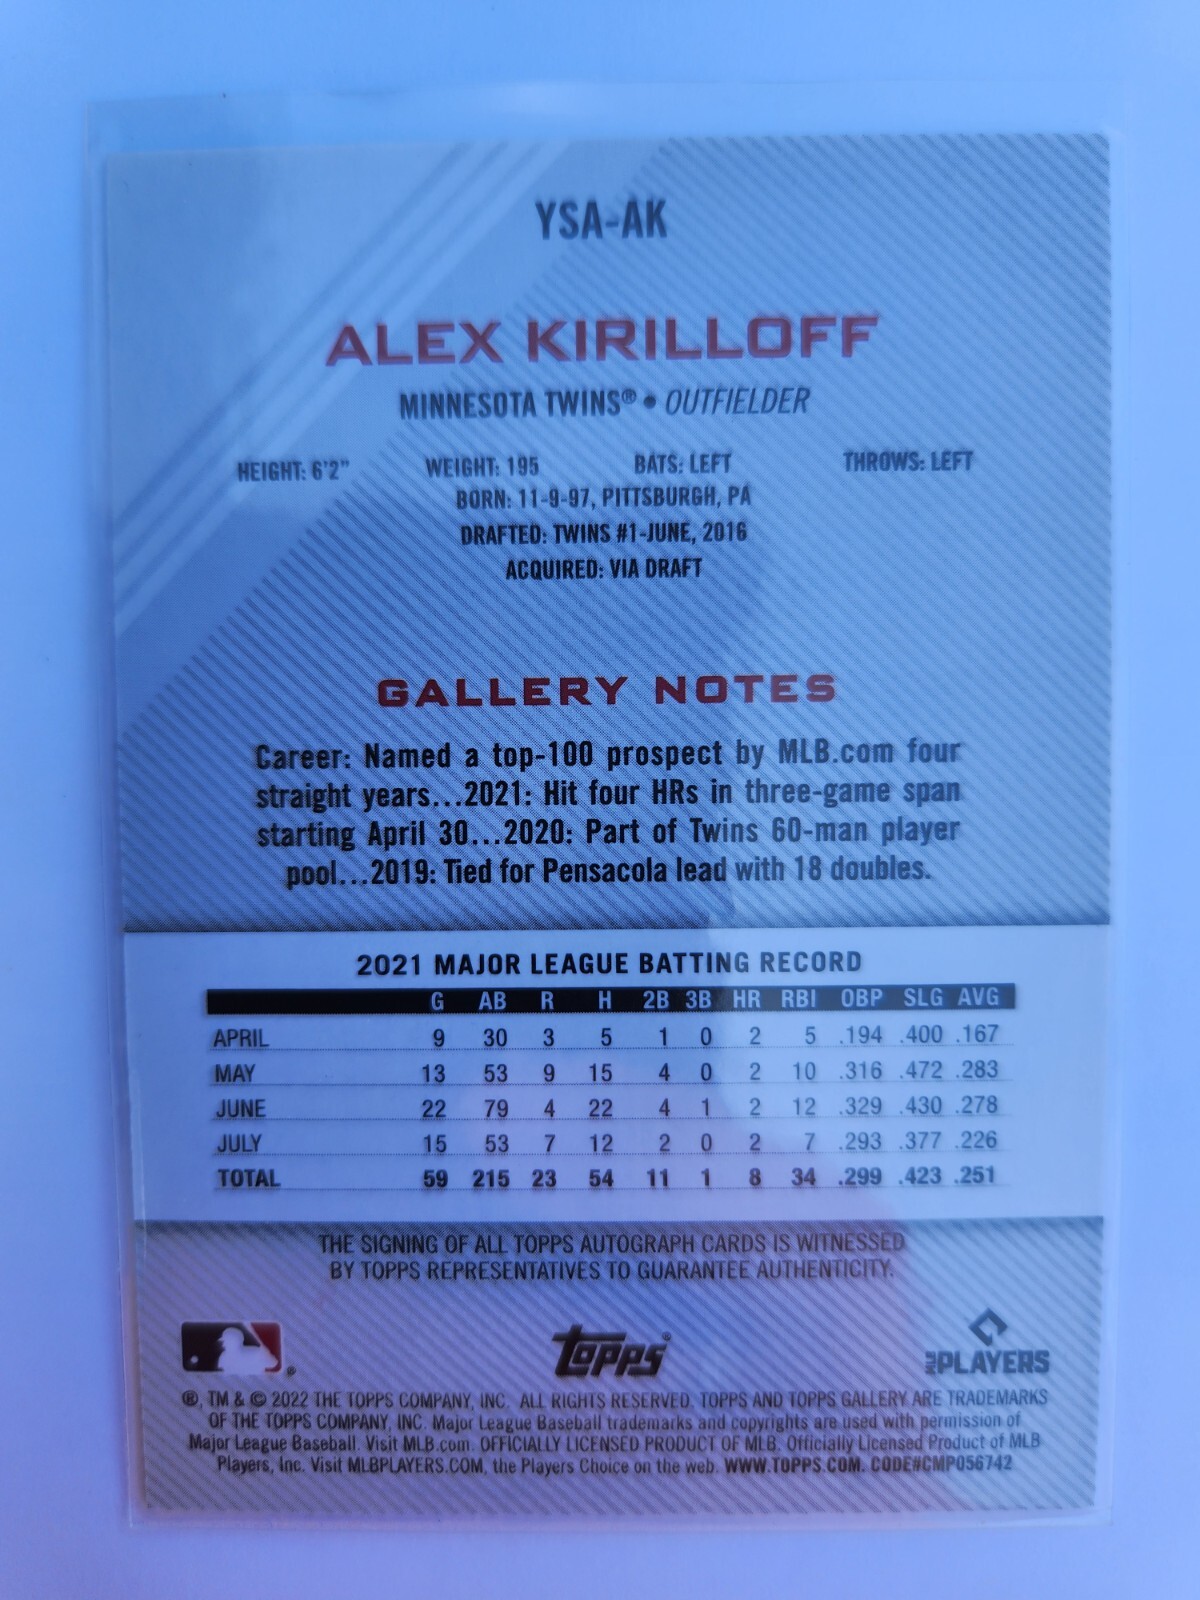 YSA-AK
ALEX KIRILLOFF
MINNESOTA TWINS® • OUTFIELDER
HEIGHT: 6'2" WEIGHT: 195 BATS: LEFT THROWS: LEFT
BORN: 11-9-97, PITTSBURGH, PA
DRAFTED: TWINS #1-JUNE, 2016
ACQUIRED: VIA DRAFT
GALLERY NOTES
Career: Named a top-100 prospect by MLB.com four
straight years...2021: Hit four HRs in three-game span
starting April 30...2020: Part of Twins 60-man player
pool...2019: Tied for Pensacola lead with 18 doubles.
2021 MAJOR LEAGUE BATTING RECORD
G AB R H 2B 3B HR RBI OBP SLG AVG
APRIL 9 30 3 5 1 0 2 5 .194 .400 .167
MAY 13 53 9 15 4 0 2 10 .316 .472 .283
JUNE 22 79 4 22 4 1 2 12 .329 .430 .278
JULY 15 53 7 12 2 0 2 7 .293 .377 .226
TOTAL 59 215 23 54 11 1 8 34 .299 .423 .251
THE SIGNING OF ALL TOPPS AUTOGRAPH CARDS IS WITNESSED
BY TOPPS REPRESENTATIVES TO GUARANTEE AUTHENTICITY.
® topps® MLB PLAYERS
®, TM & © 2022 THE TOPPS COMPANY, INC. ALL RIGHTS RESERVED. TOPPS AND TOPPS GALLERY ARE TRADEMARKS
OF THE TOPPS COMPANY, INC. Major League Baseball trademarks and copyrights are used with permission of
Major League Baseball. Visit MLB.com. OFFICIALLY LICENSED PRODUCT OF MLB. Officially Licensed Product of MLB
Players, Inc. Visit MLBPLAYERS.COM, the Players Choice on the web. WWW.TOPPS.COM. CODE#CMP056742